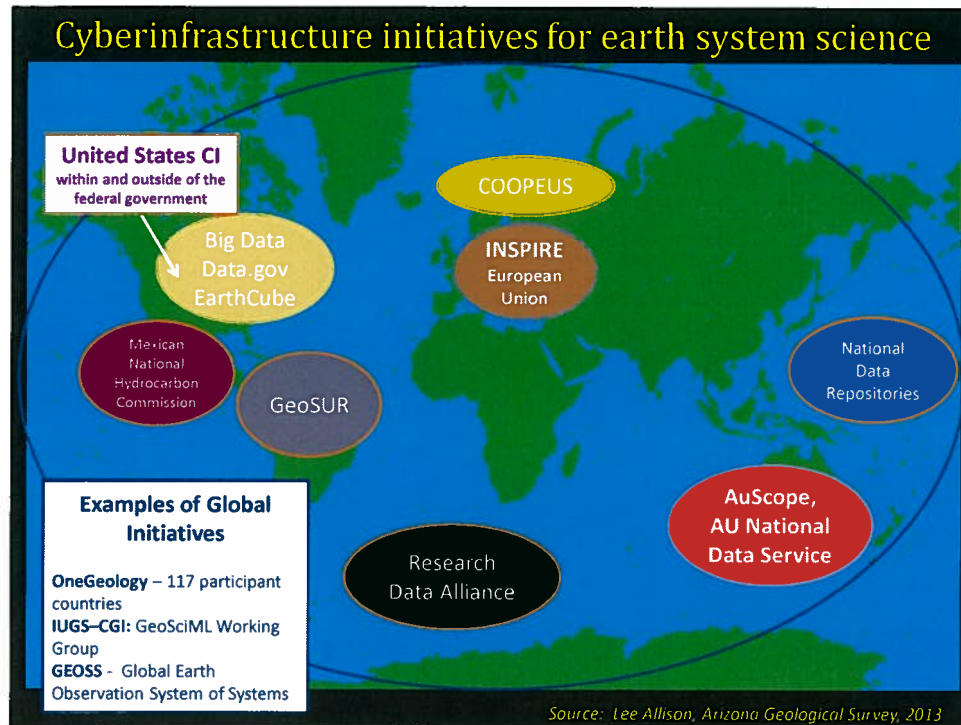 Cyberinfrastructure initiatives for earth system science
United States CI
within and outside of the
federal government
COOPEUS
Big Data
Data.gov
EarthCube
INSPIRE
European
Union
Mexican
National
Hydrocarbon
Commission
GeoSUR
National
Data
Repositories
AuScope,
AU National
Data Service
Research
Data Alliance
Examples of Global
Initiatives
OneGeology – 117 participant
countries
IUGS–CGI: GeoSciML Working
Group
GEOSS - Global Earth
Observation System of Systems
Source: Lee Allison, Arizona Geological Survey, 2013